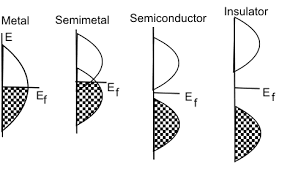 Metal
Semimetal
Semiconductor
Insulator
E
Ef
Ef
Ef
Ef